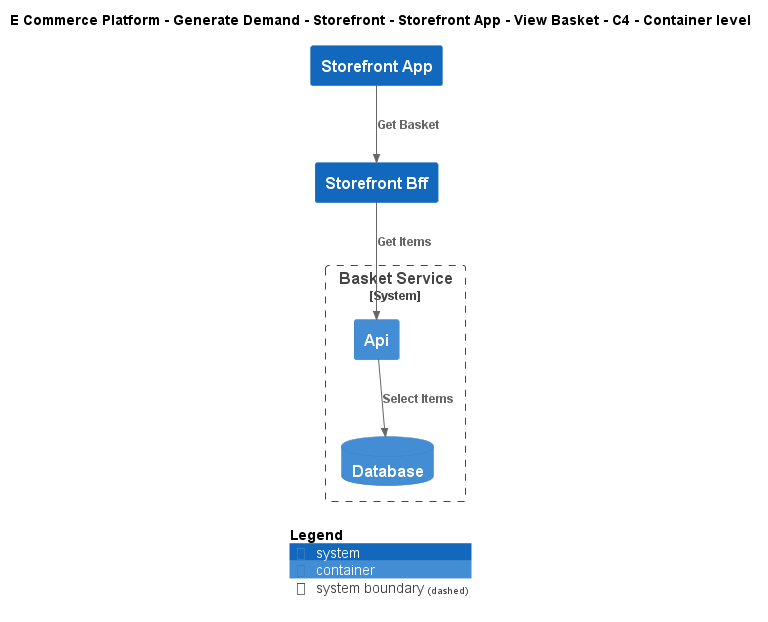 E Commerce Platform - Generate Demand - Storefront - Storefront App - View Basket - C4 - Container level
Storefront App
Get Basket
Storefront Bff
Get Items
Basket Service
[System]
Api
Select Items
Database
Legend
system
container
system boundary (dashed)